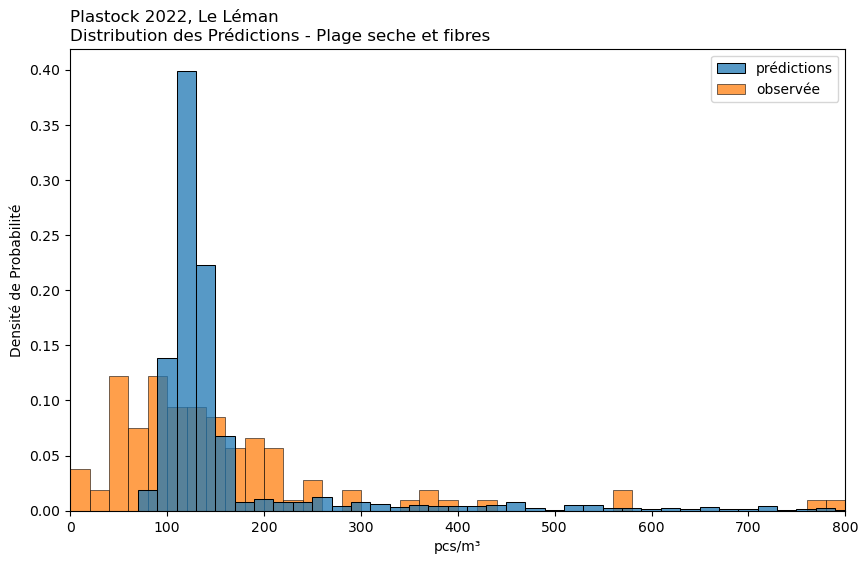 Plastock 2022, Le Léman
Distribution des Prédictions - Plage seche et fibres
prédictions
observée
Densité de Probabilité
0.40
0.35
0.30
0.25
0.20
0.15
0.10
0.05
0.00
0 100 200 300 400 500 600 700 800
pcs/m³